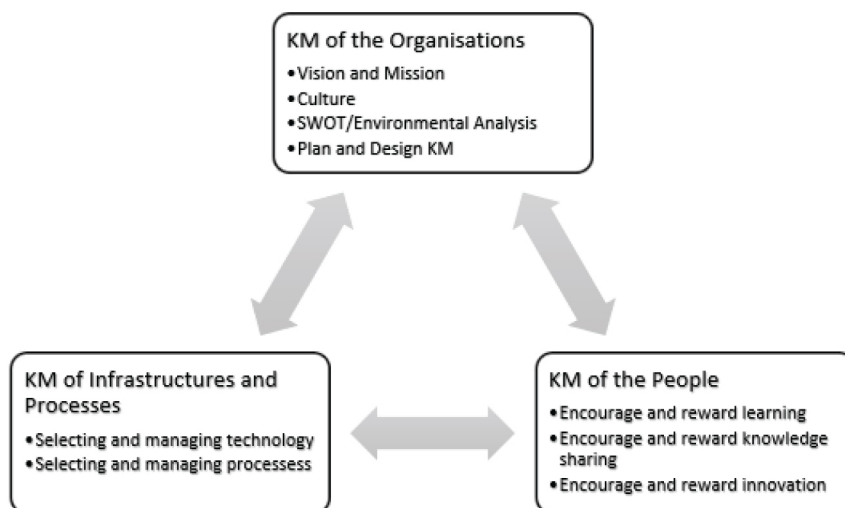 KM of the Organisations
•Vision and Mission
•Culture
•SWOT/Environmental Analysis
•Plan and Design KM
KM of Infrastructures and
Processes
•Selecting and managing technology
•Selecting and managing processess
KM of the People
•Encourage and reward learning
•Encourage and reward knowledge
sharing
•Encourage and reward innovation